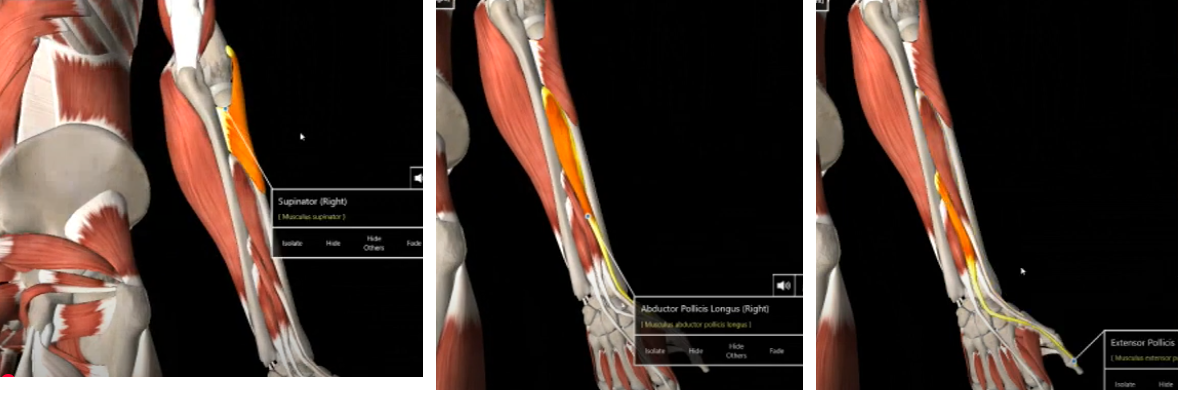 Supinator (Right)
[ Musculus supinator ]
Isolate Hide Hide Others Fade
Abductor Pollicis Longus (Right)
[ Musculus abductor pollicis longus ]
Isolate Hide Hide Others Fade
Extensor Pollicis
[ Musculus extensor p
Isolate Hide